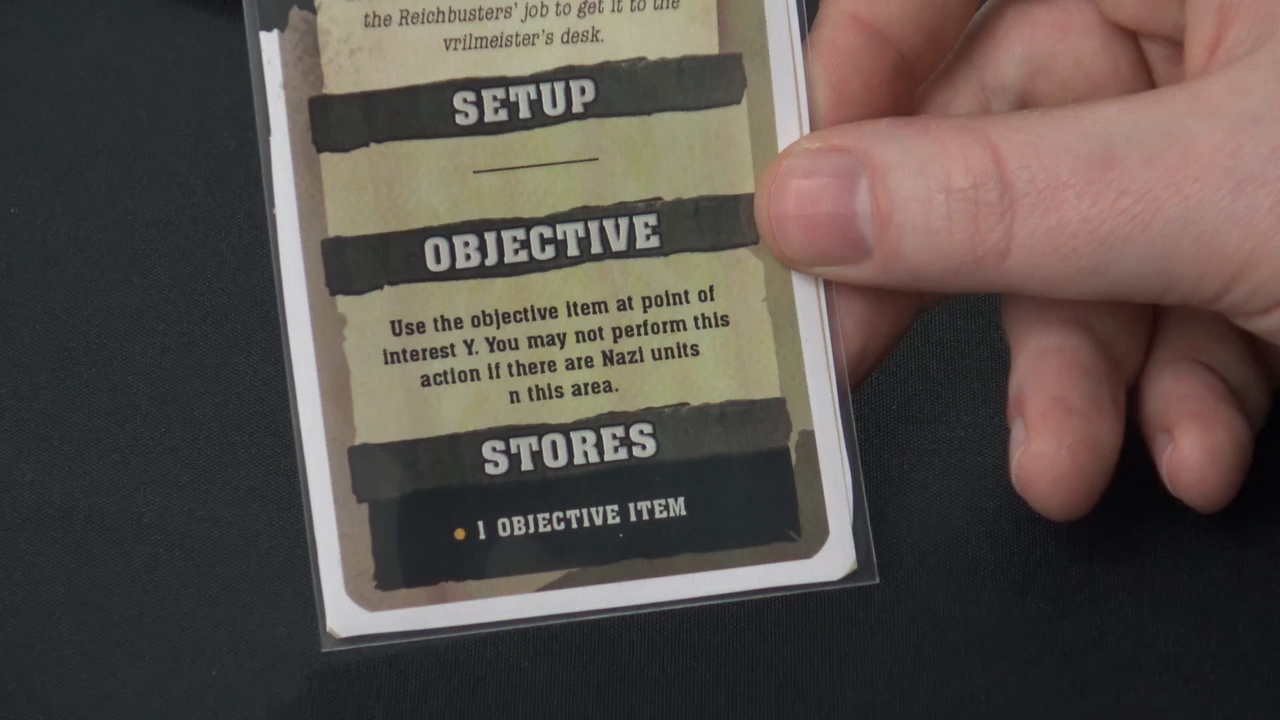 the Reichbusters' job to get it to the
vrilmeister's desk.
SETUP
OBJECTIVE
Use the objective item at point of
interest Y. You may not perform this
action if there are Nazi units
n this area.
STORES
• 1 OBJECTIVE ITEM